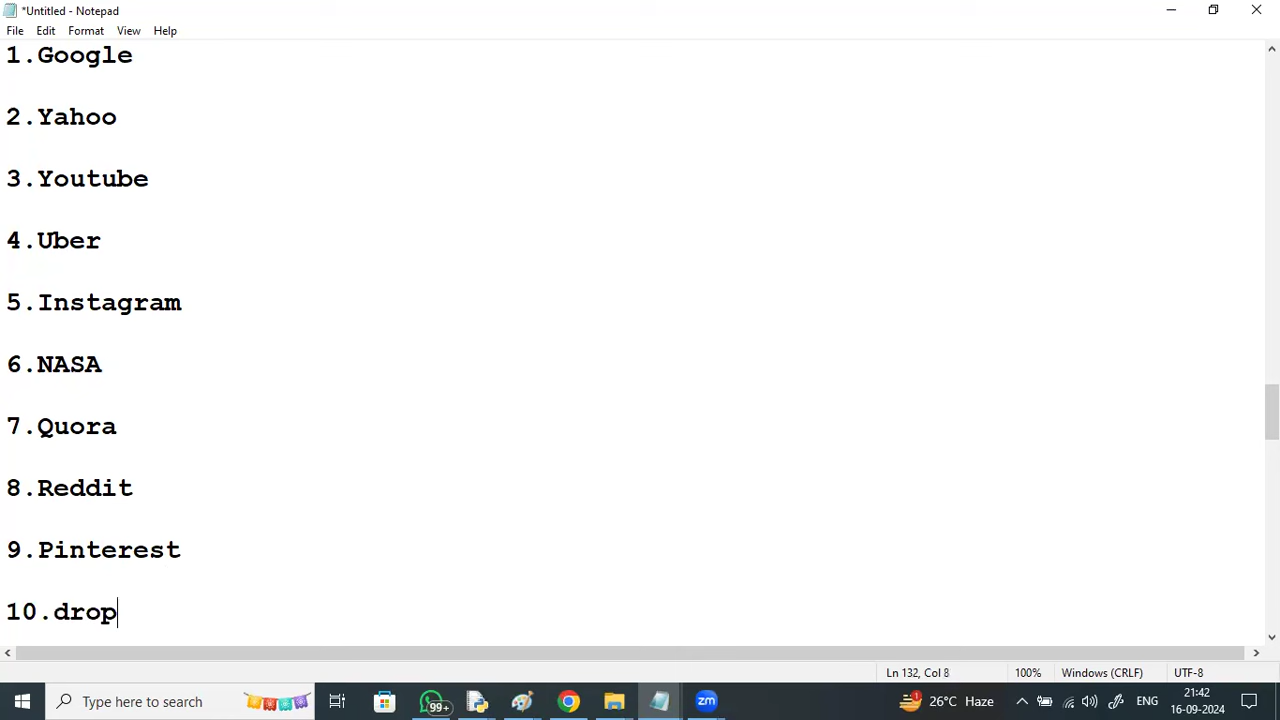 *Untitled - Notepad
File Edit Format View Help
1.Google
2.Yahoo
3.Youtube
4.Uber
5.Instagram
6.NASA
7.Quora
8.Reddit
9.Pinterest
10.drop
Ln 132, Col 8 100% Windows (CRLF) UTF-8
Type here to search 99+ zm 1 26°C Haze ENG 21:42
16-09-2024